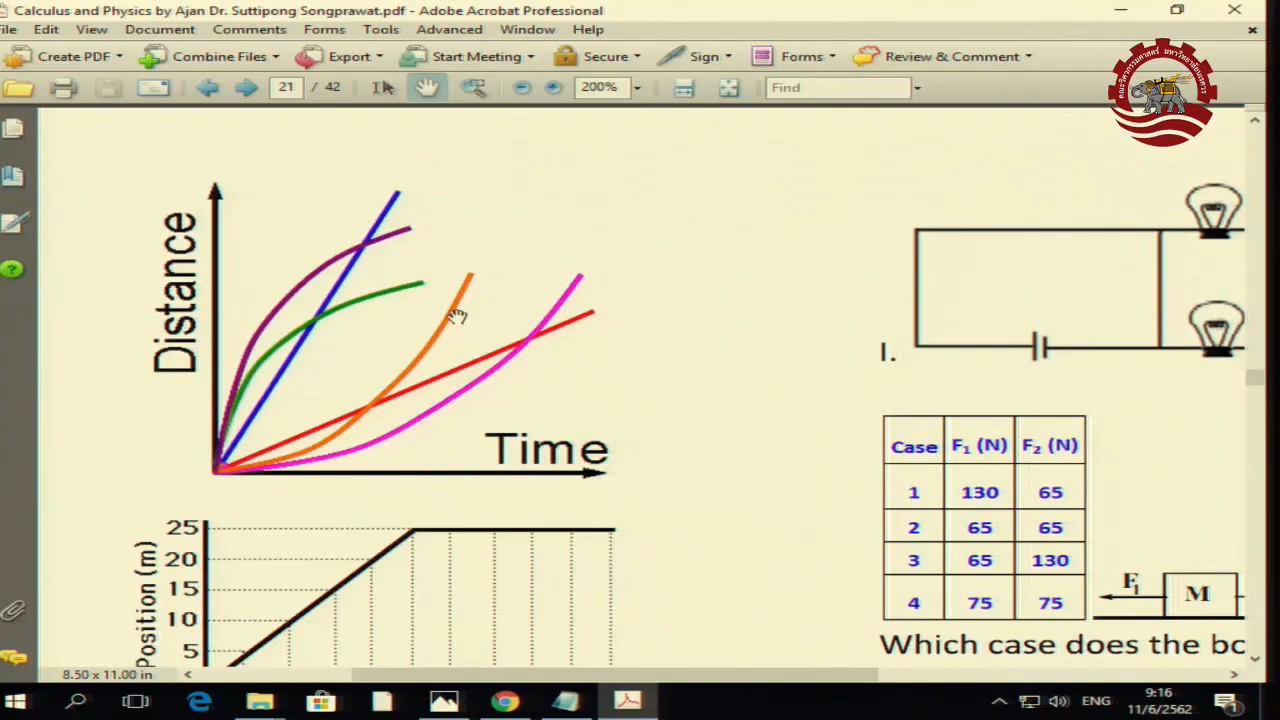 Calculus and Physics by Ajan Dr. Suttipong Songprawat.pdf - Adobe Acrobat Professional
File Edit View Document Comments Forms Tools Advanced Window Help
Create PDF Combine Files Export Start Meeting Secure Sign Forms Review & Comment
21 / 42 200% Find
Distance
Time
I.
Position (m)
25
20
15
10
5
Case F₁ (N) F₂ (N)
1 130 65
2 65 65
3 65 130
4 75 75
F₁ M
Which case does the bo
8.50 x 11.00 in
ENG
9:16
11/6/2562
1